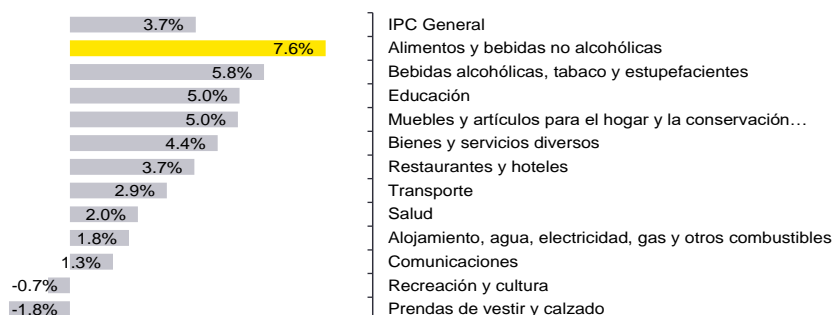 3.7% IPC General
7.6% Alimentos y bebidas no alcohólicas
5.8% Bebidas alcohólicas, tabaco y estupefacientes
5.0% Educación
5.0% Muebles y artículos para el hogar y la conservación…
4.4% Bienes y servicios diversos
3.7% Restaurantes y hoteles
2.9% Transporte
2.0% Salud
1.8% Alojamiento, agua, electricidad, gas y otros combustibles
1.3% Comunicaciones
-0.7% Recreación y cultura
-1.8% Prendas de vestir y calzado